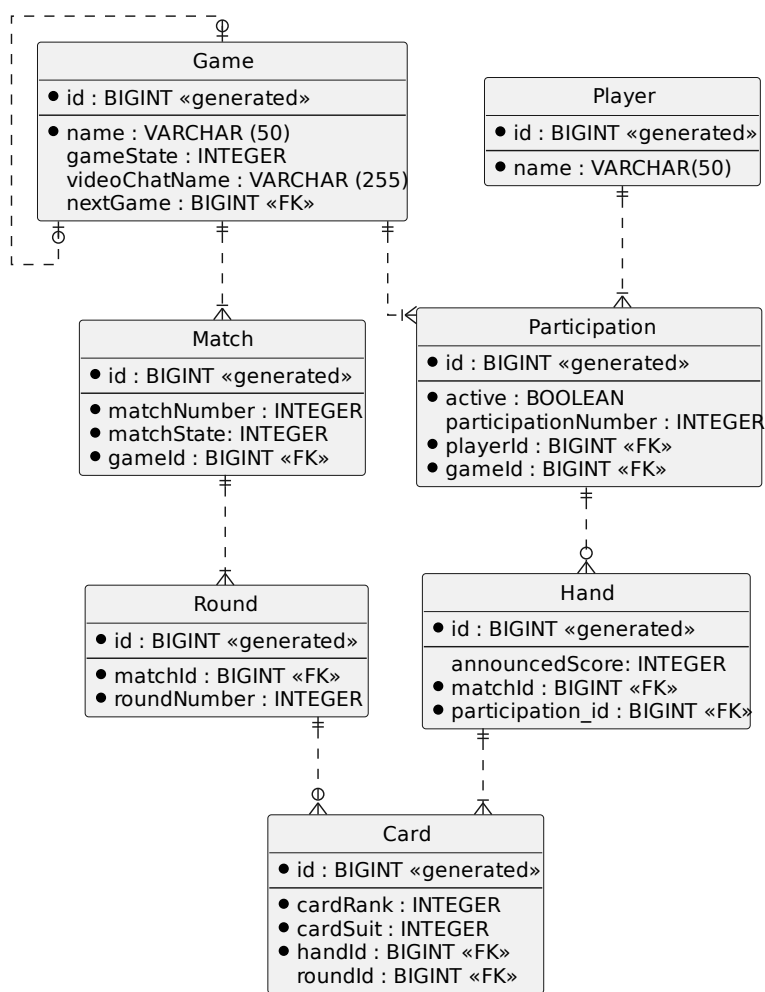 Game
id : BIGINT «generated»
name : VARCHAR (50)
gameState : INTEGER
videoChatName : VARCHAR (255)
nextGame : BIGINT «FK»
Player
id : BIGINT «generated»
name : VARCHAR(50)
Match
id : BIGINT «generated»
matchNumber : INTEGER
matchState: INTEGER
gameId : BIGINT «FK»
Participation
id : BIGINT «generated»
active : BOOLEAN
participationNumber : INTEGER
playerId : BIGINT «FK»
gameId : BIGINT «FK»
Round
id : BIGINT «generated»
matchId : BIGINT «FK»
roundNumber : INTEGER
Hand
id : BIGINT «generated»
announcedScore: INTEGER
matchId : BIGINT «FK»
participation_id : BIGINT «FK»
Card
id : BIGINT «generated»
cardRank : INTEGER
cardSuit : INTEGER
handId : BIGINT «FK»
roundId : BIGINT «FK»